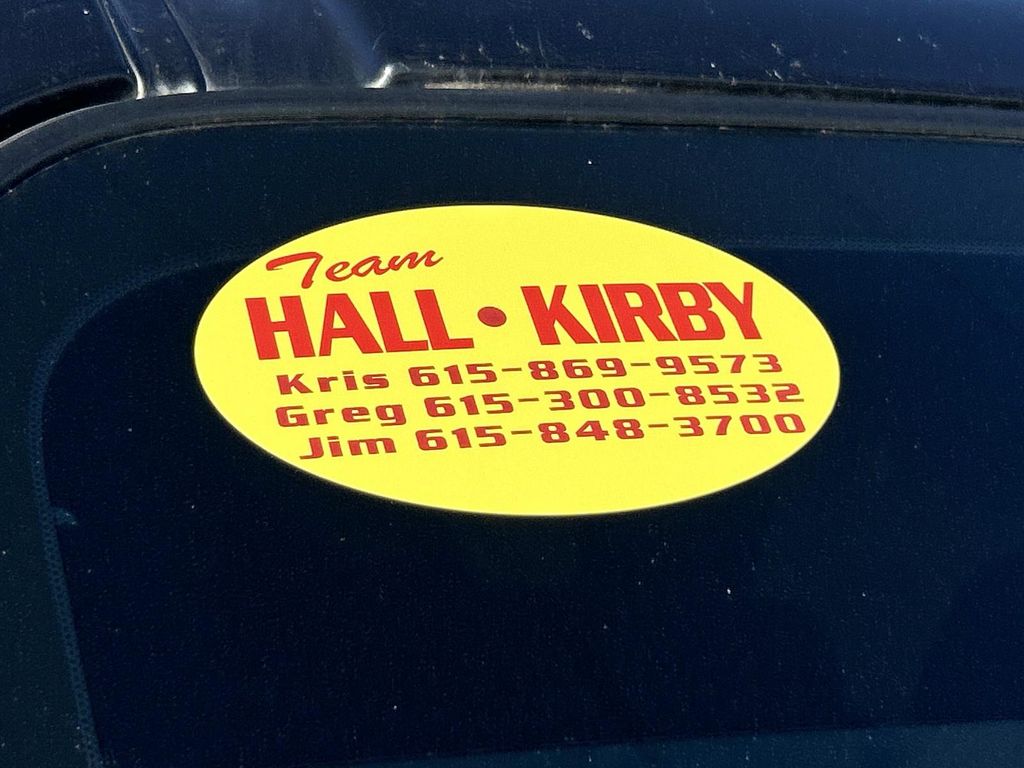 Team
HALL • KIRBY
Kris 615-869-9573
Greg 615-300-8532
Jim 615-848-3700